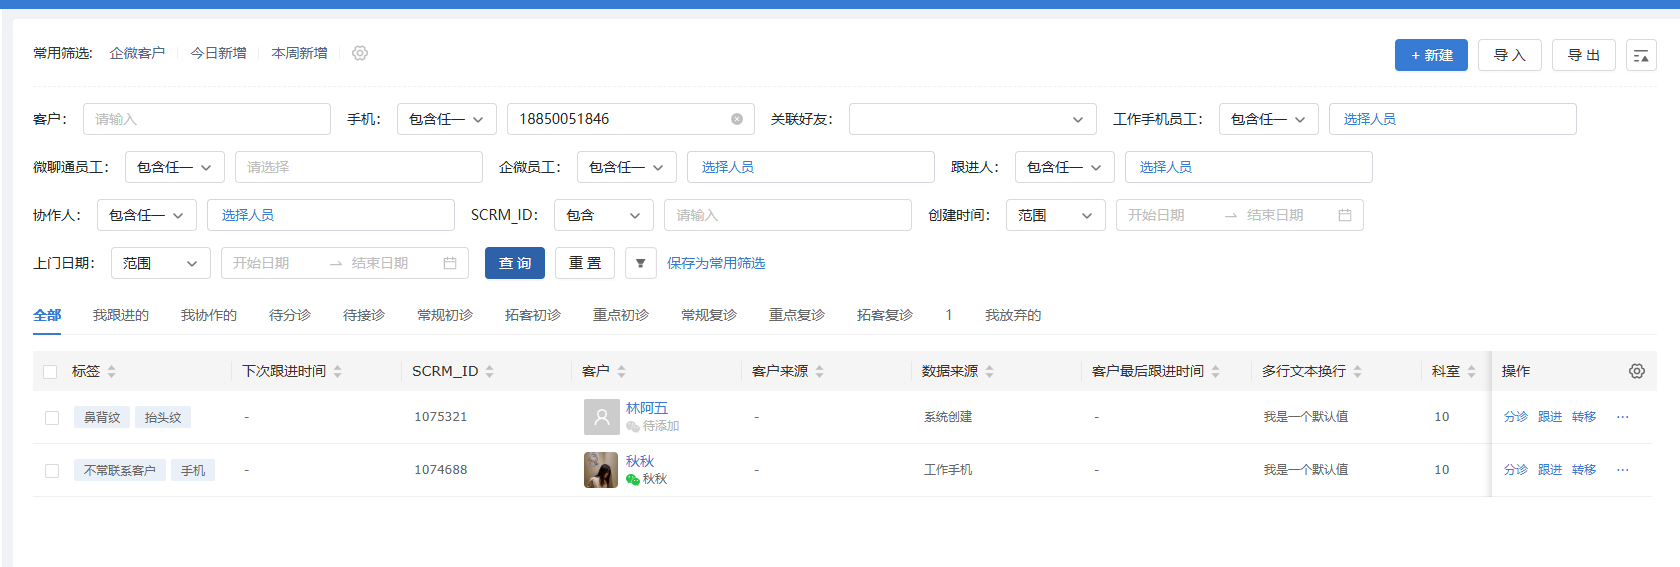 常用筛选: 企微客户 今日新增 本周新增
+ 新建 导 入 导 出
客户: 请输入 手机: 包含任一 18850051846 关联好友: 工作手机员工: 包含任一 选择人员
微聊通员工: 包含任一 请选择 企微员工: 包含任一 选择人员 跟进人: 包含任一 选择人员
协作人: 包含任一 选择人员 SCRM_ID: 包含 请输入 创建时间: 范围 开始日期 → 结束日期
上门日期: 范围 开始日期 → 结束日期 查 询 重 置 保存为常用筛选
全部 我跟进的 我协作的 待分诊 待接诊 常规初诊 拓客初诊 重点初诊 常规复诊 重点复诊 拓客复诊 1 我放弃的
标签 下次跟进时间 SCRM_ID 客户 客户来源 数据来源 客户最后跟进时间 多行文本换行 科室 操作
鼻背纹 抬头纹 - 1075321 林阿五 - 系统创建 - 我是一个默认值 10 分诊 跟进 转移 ···
待添加
不常联系客户 手机 - 1074688 秋秋 - 工作手机 - 我是一个默认值 10 分诊 跟进 转移 ···
秋秋